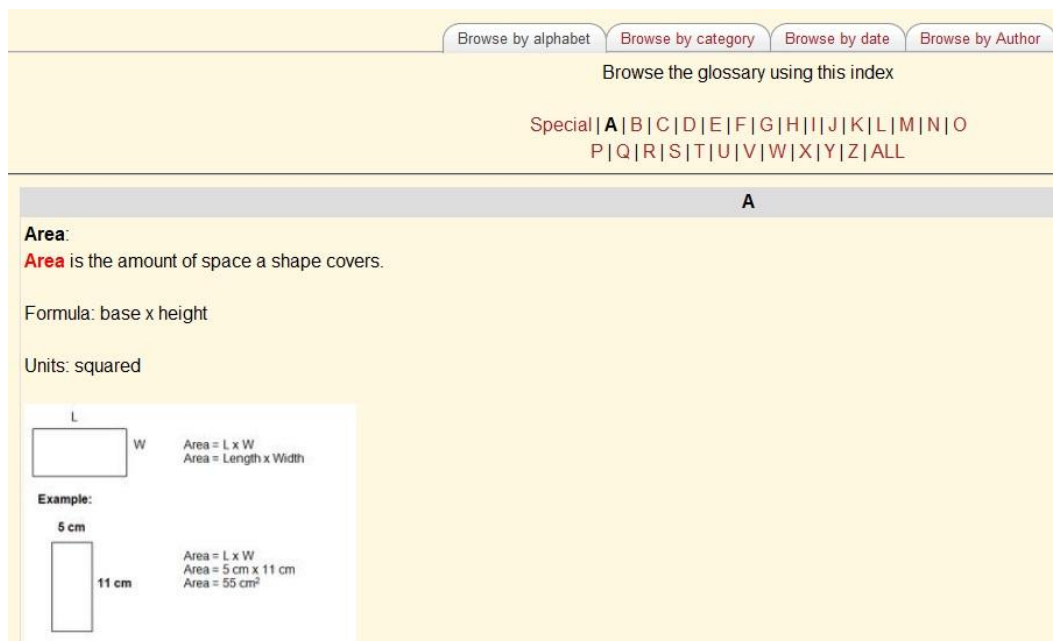 Browse by alphabet Browse by category Browse by date Browse by Author
Browse the glossary using this index
Special | A | B | C | D | E | F | G | H | I | J | K | L | M | N | O
P | Q | R | S | T | U | V | W | X | Y | Z | ALL
A
Area:
Area is the amount of space a shape covers.
Formula: base x height
Units: squared
L
W
Area = L x W
Area = Length x Width
Example:
5 cm
11 cm
Area = L x W
Area = 5 cm x 11 cm
Area = 55 cm²